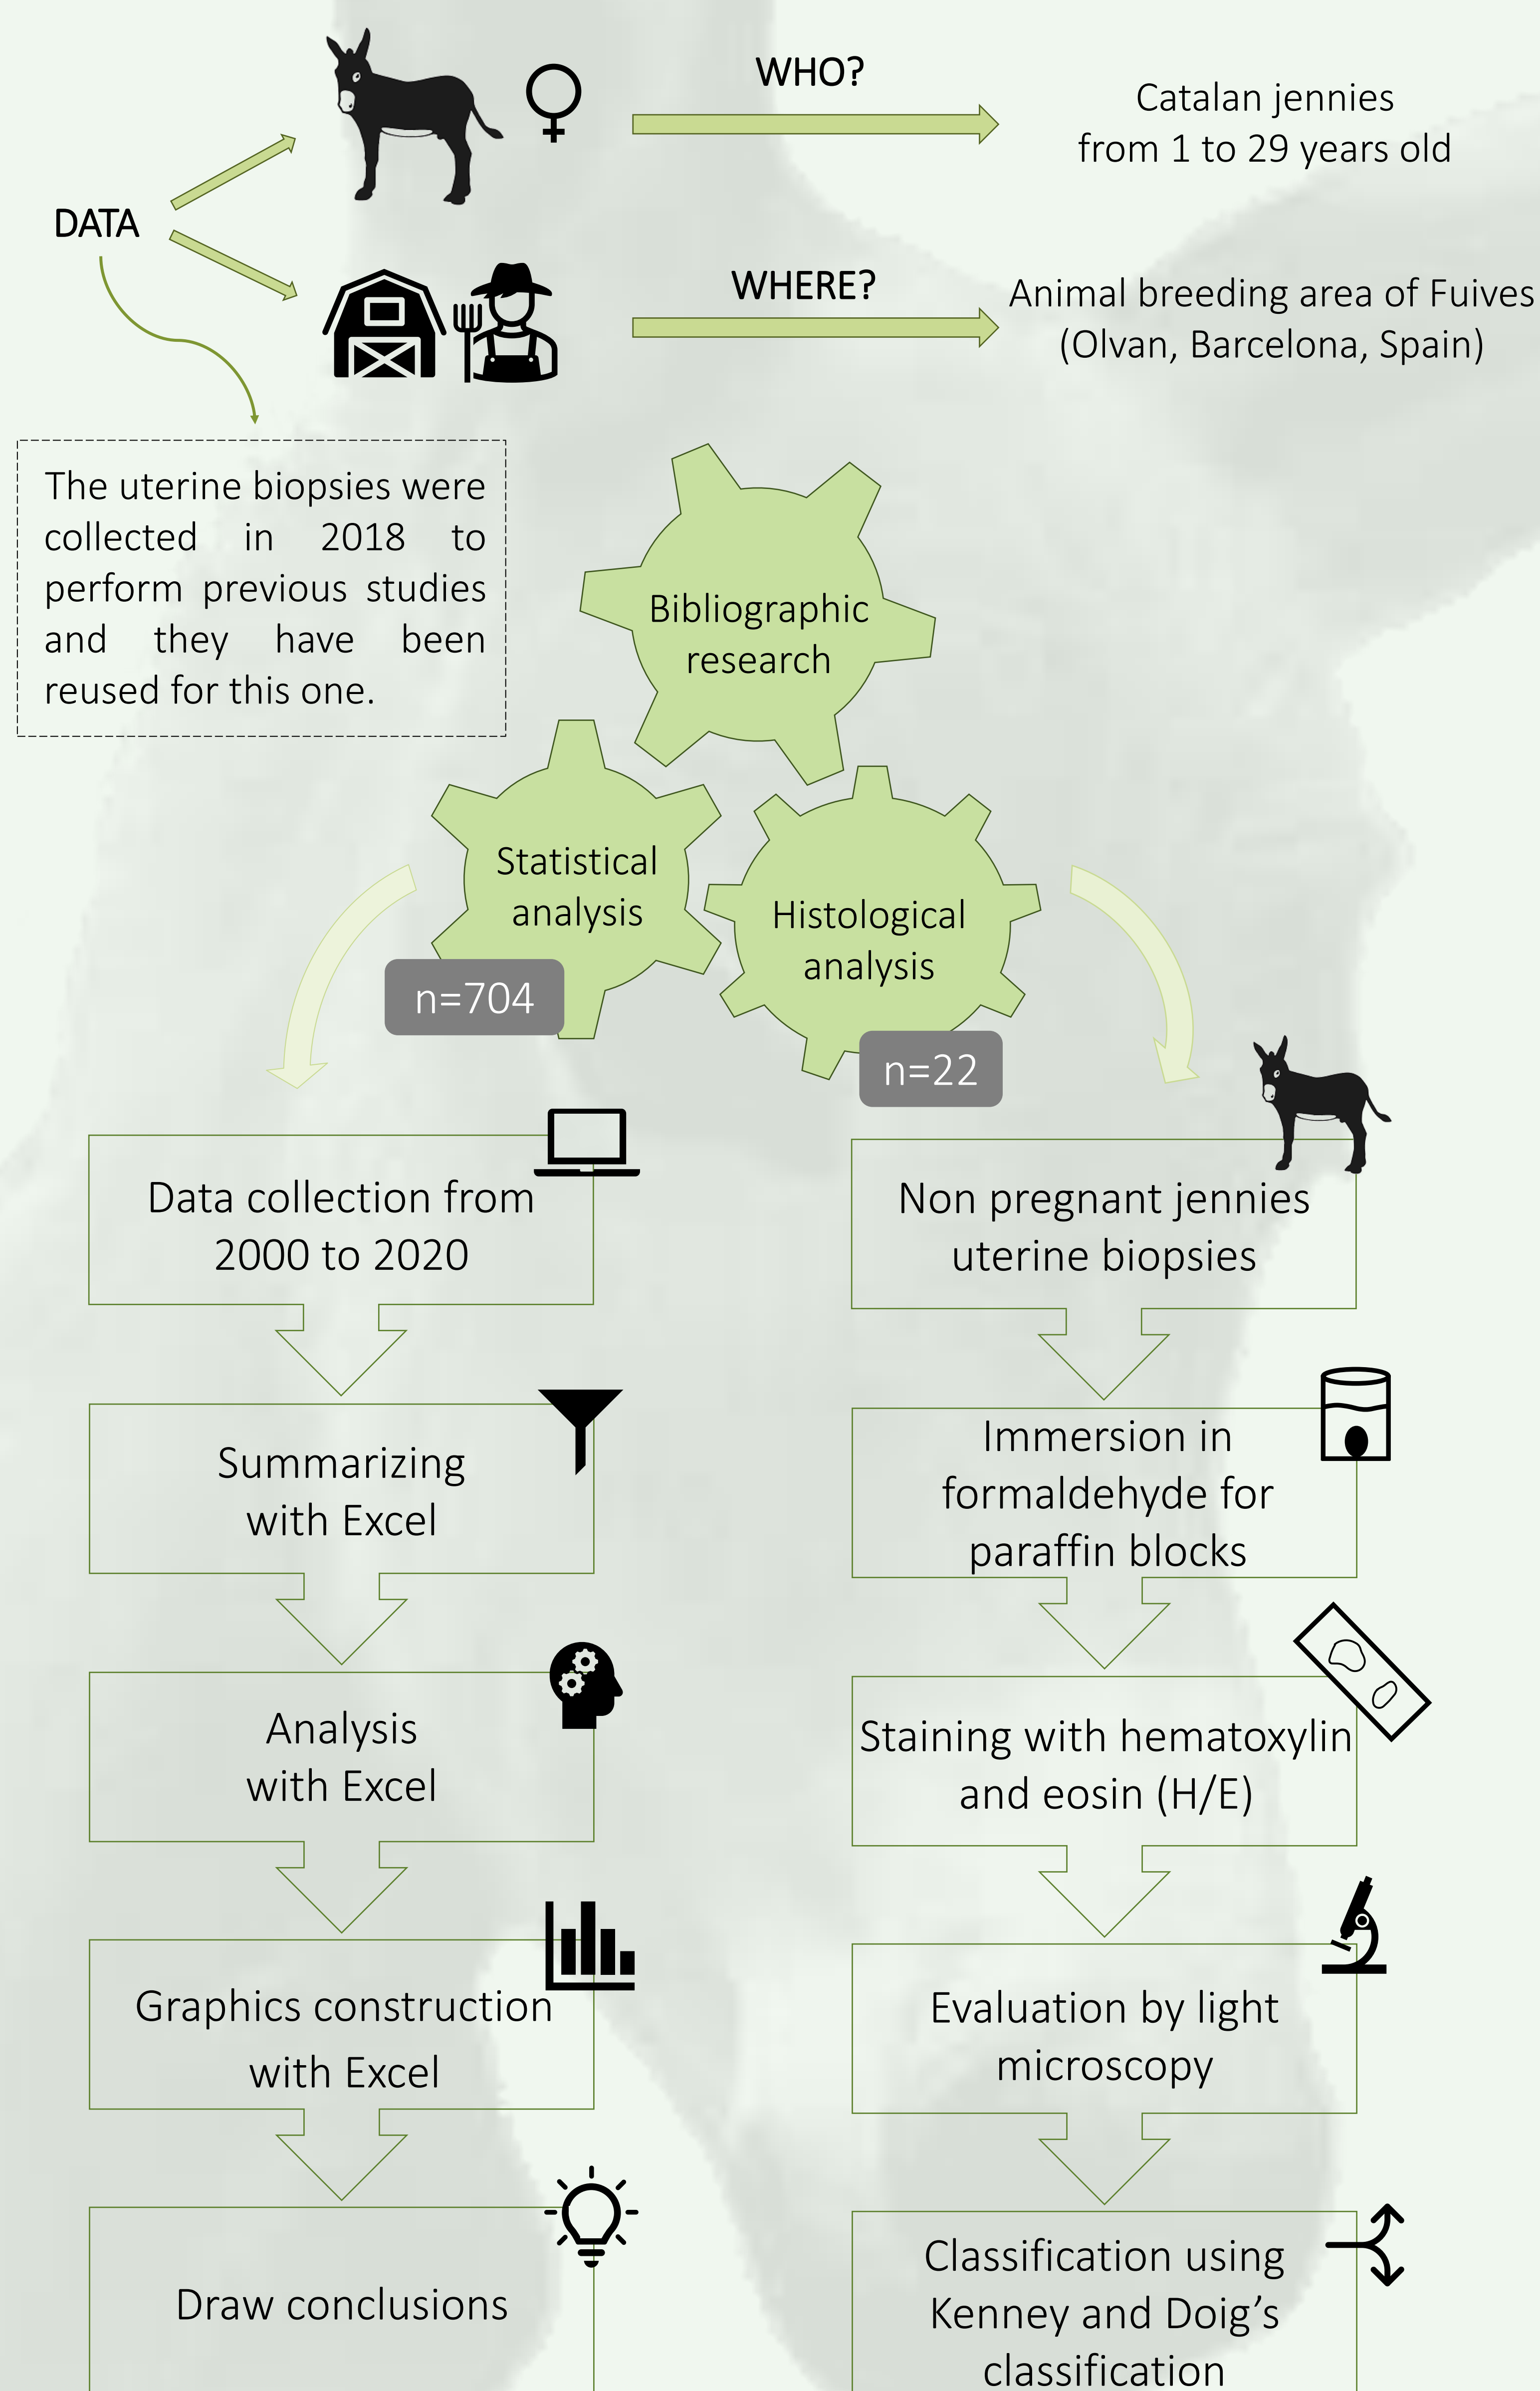 WHO?
Catalan jennies
from 1 to 29 years old
DATA
WHERE?
Animal breeding area of Fuives
(Olvan, Barcelona, Spain)
The uterine biopsies were
collected in 2018 to
perform previous studies
and they have been
reused for this one.
Bibliographic
research
Statistical
analysis
n=704
Histological
analysis
n=22
Data collection from
2000 to 2020
Summarizing
with Excel
Analysis
with Excel
Graphics construction
with Excel
Draw conclusions
Non pregnant jennies
uterine biopsies
Immersion in
formaldehyde for
paraffin blocks
Staining with hematoxylin
and eosin (H/E)
Evaluation by light
microscopy
Classification using
Kenney and Doig’s
classification